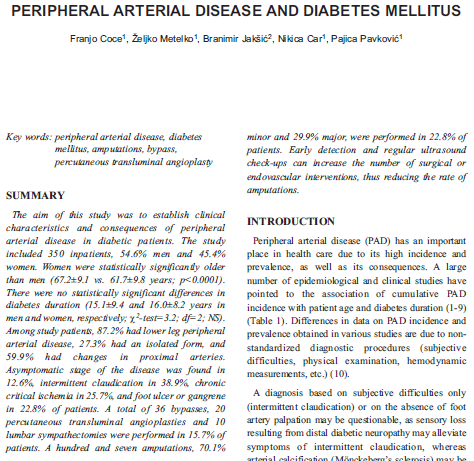 PERIPHERAL ARTERIAL DISEASE AND DIABETES MELLITUS
Franjo Coce1, Željko Metelko1, Branimir Jakšić2, Nikica Car1, Pajica Pavković1
Key words: peripheral arterial disease, diabetes
mellitus, amputations, bypass,
percutaneous transluminal angioplasty
SUMMARY
The aim of this study was to establish clinical
characteristics and consequences of peripheral
arterial disease in diabetic patients. The study
included 350 inpatients, 54.6% men and 45.4%
women. Women were statistically significantly older
than men (67.2±9.1 vs. 61.7±9.8 years; p<0.0001).
There were no statistically significant differences in
diabetes duration (15.1±9.4 and 16.0±8.2 years in
men and women, respectively; χ2-test=3.2; df=2; NS).
Among study patients, 87.2% had lower leg peripheral
arterial disease, 27.3% had an isolated form, and
59.9% had changes in proximal arteries.
Asymptomatic stage of the disease was found in
12.6%, intermittent claudication in 38.9%, chronic
critical ischemia in 25.7%, and foot ulcer or gangrene
in 22.8% of patients. A total of 36 bypasses, 20
percutaneous transluminal angioplasties and 10
lumbar sympathectomies were performed in 15.7% of
patients. A hundred and seven amputations, 70.1%
minor and 29.9% major, were performed in 22.8% of
patients. Early detection and regular ultrasound
check-ups can increase the number of surgical or
endovascular interventions, thus reducing the rate of
amputations.
INTRODUCTION
Peripheral arterial disease (PAD) has an important
place in health care due to its high incidence and
prevalence, as well as its consequences. A large
number of epidemiological and clinical studies have
pointed to the association of cumulative PAD
incidence with patient age and diabetes duration (1-9)
(Table 1). Differences in data on PAD incidence and
prevalence obtained in various studies are due to non-
standardized diagnostic procedures (subjective
difficulties, physical examination, hemodynamic
measurements, etc.) (10).
A diagnosis based on subjective difficulties only
(intermittent claudication) or on the absence of foot
artery palpation may be questionable, as sensory loss
resulting from distal diabetic neuropathy may alleviate
symptoms of intermittent claudication, whereas
arterial calcification (Mönckeberg's sclerosis) may be